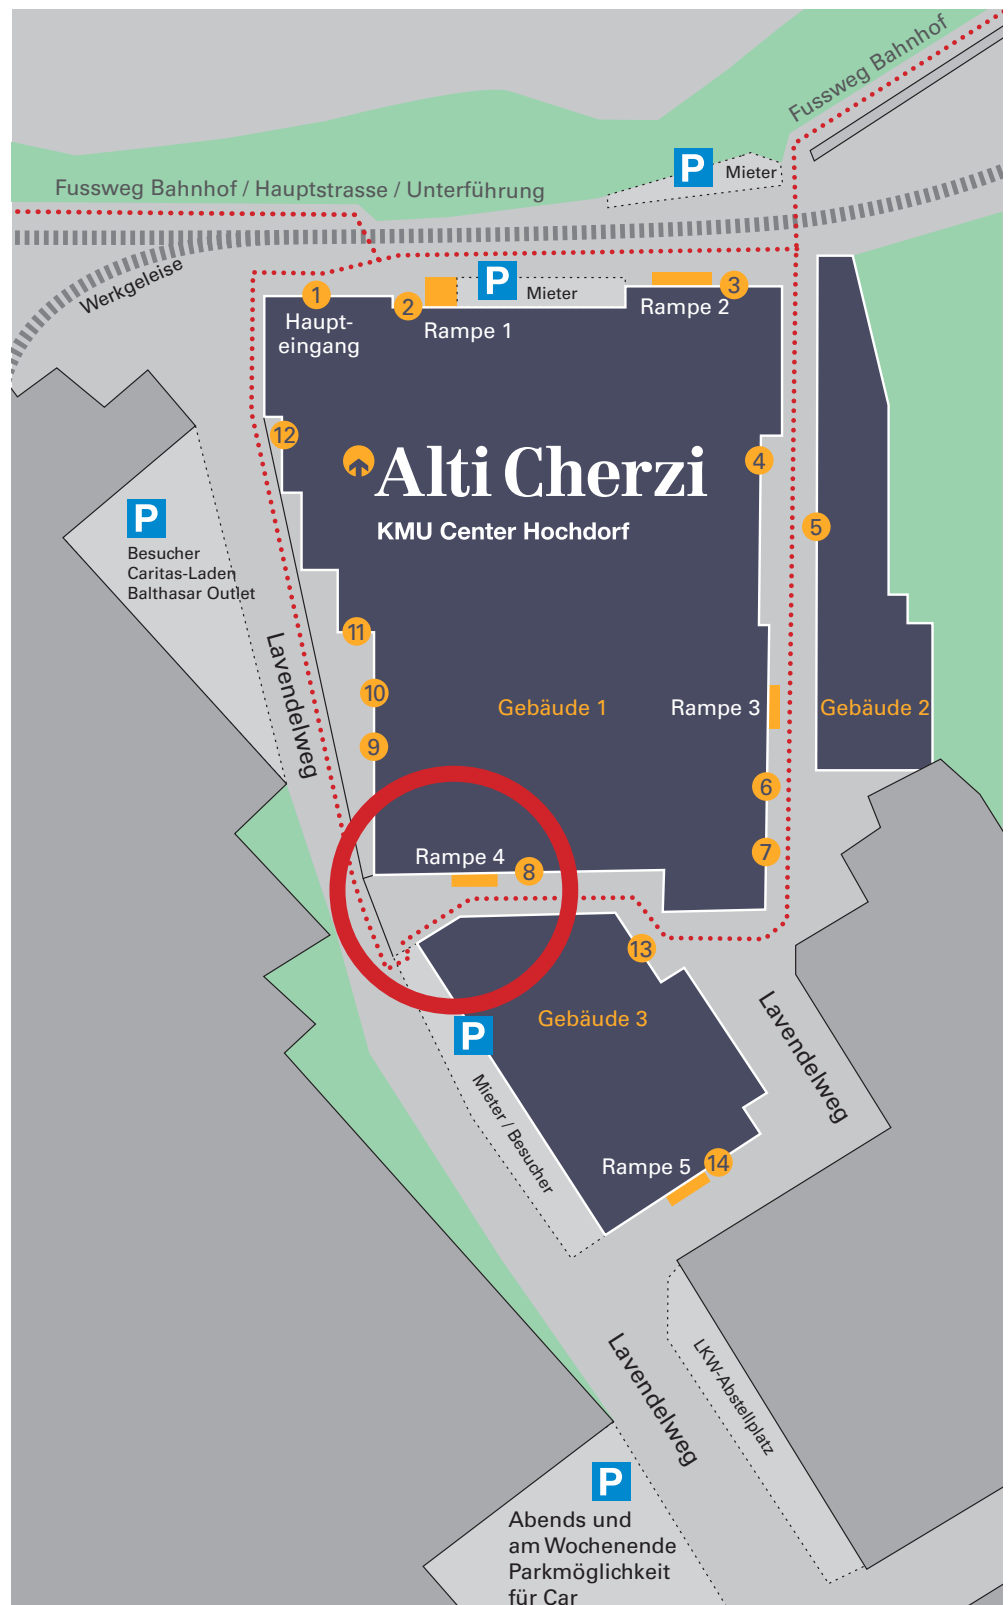 Fussweg Bahnhof
P
Mieter
Fussweg Bahnhof / Hauptstrasse / Unterführung
Werkgeleise
P
Mieter
1
2
3
Haupt-
eingang
Rampe 1
Rampe 2
12
Alti Cherzi
KMU Center Hochdorf
4
5
P
Besucher
Caritas-Laden
Balthasar Outlet
Lavendelweg
11
10
9
Gebäude 1
Rampe 3
Gebäude 2
6
7
Rampe 4
8
13
Gebäude 3
P
Mieter / Besucher
Lavendelweg
Rampe 5
14
Lavendelweg
LKW-Abstellplatz
P
Abends und
am Wochenende
Parkmöglichkeit
für Car